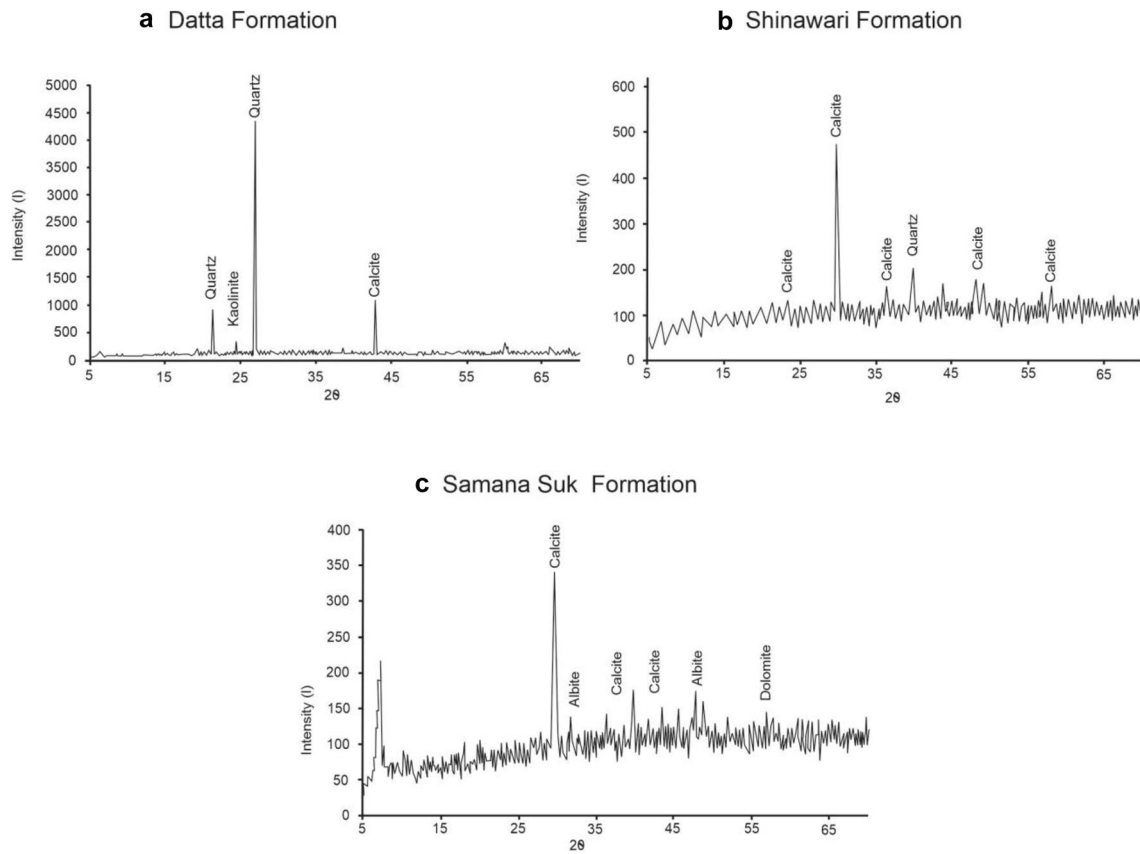 a Datta Formation
5000
4500
4000
3500
3000
2500
2000
1500
1000
500
0
Intensity (I)
Quartz
Kaolinite
Quartz
Calcite
5
15
25
35
45
55
65
2θ
b Shinawari Formation
600
500
400
300
200
100
0
Intensity (I)
Calcite
Calcite
Calcite
Quartz
Calcite
Calcite
5
15
25
35
45
55
65
2θ
c Samana Suk Formation
400
350
300
250
200
150
100
50
0
Intensity (I)
Calcite
Albite
Calcite
Calcite
Albite
Dolomite
5
15
25
35
45
55
65
2θ